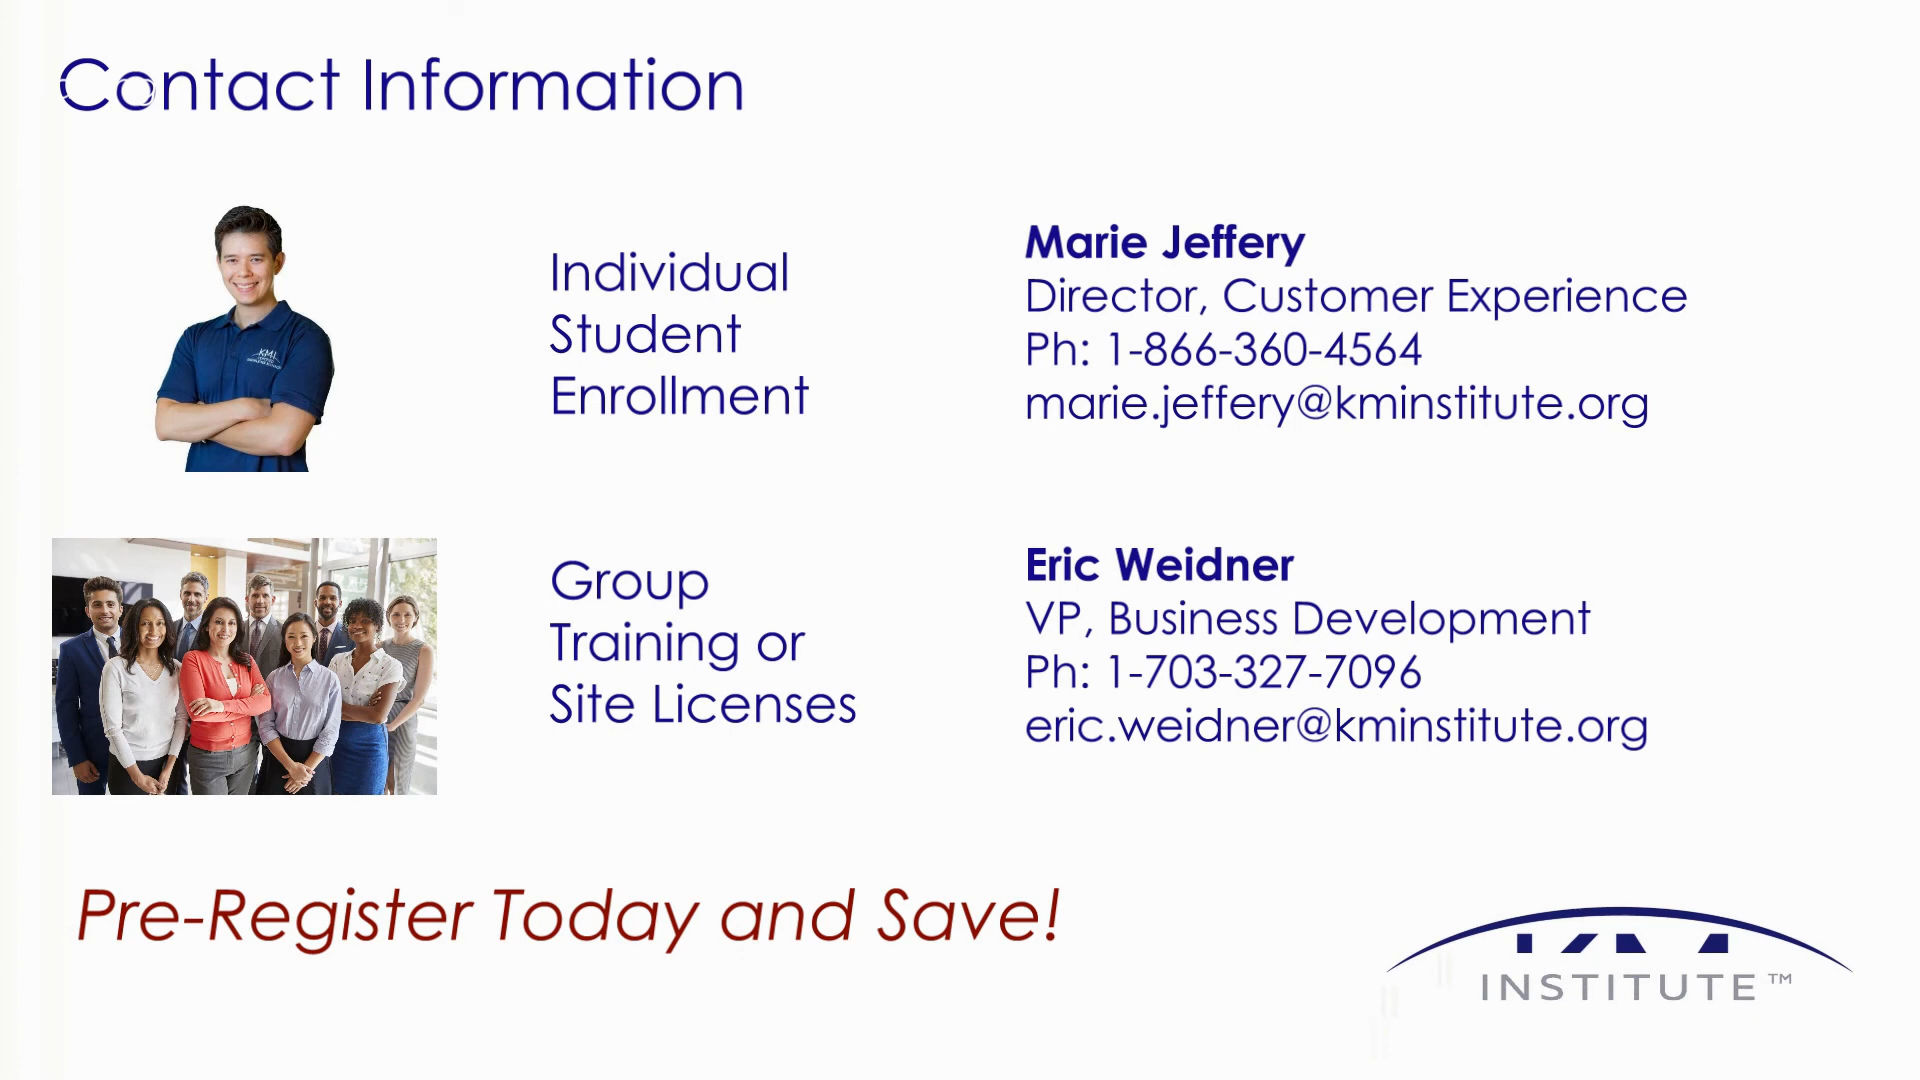 Contact Information
Individual
Student
Enrollment
Marie Jeffery
Director, Customer Experience
Ph: 1-866-360-4564
marie.jeffery@kminstitute.org
Group
Training or
Site Licenses
Eric Weidner
VP, Business Development
Ph: 1-703-327-7096
eric.weidner@kminstitute.org
Pre-Register Today and Save!
KM
INSTITUTE™